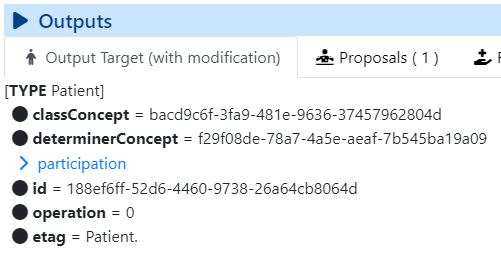 Outputs
Output Target (with modification) Proposals ( 1 )
[TYPE Patient]
classConcept = bacd9c6f-3fa9-481e-9636-37457962804d
determinerConcept = f29f08de-78a7-4a5e-aeaf-7b545ba19a09
participation
id = 188ef6ff-52d6-4460-9738-26a64cb8064d
operation = 0
etag = Patient.